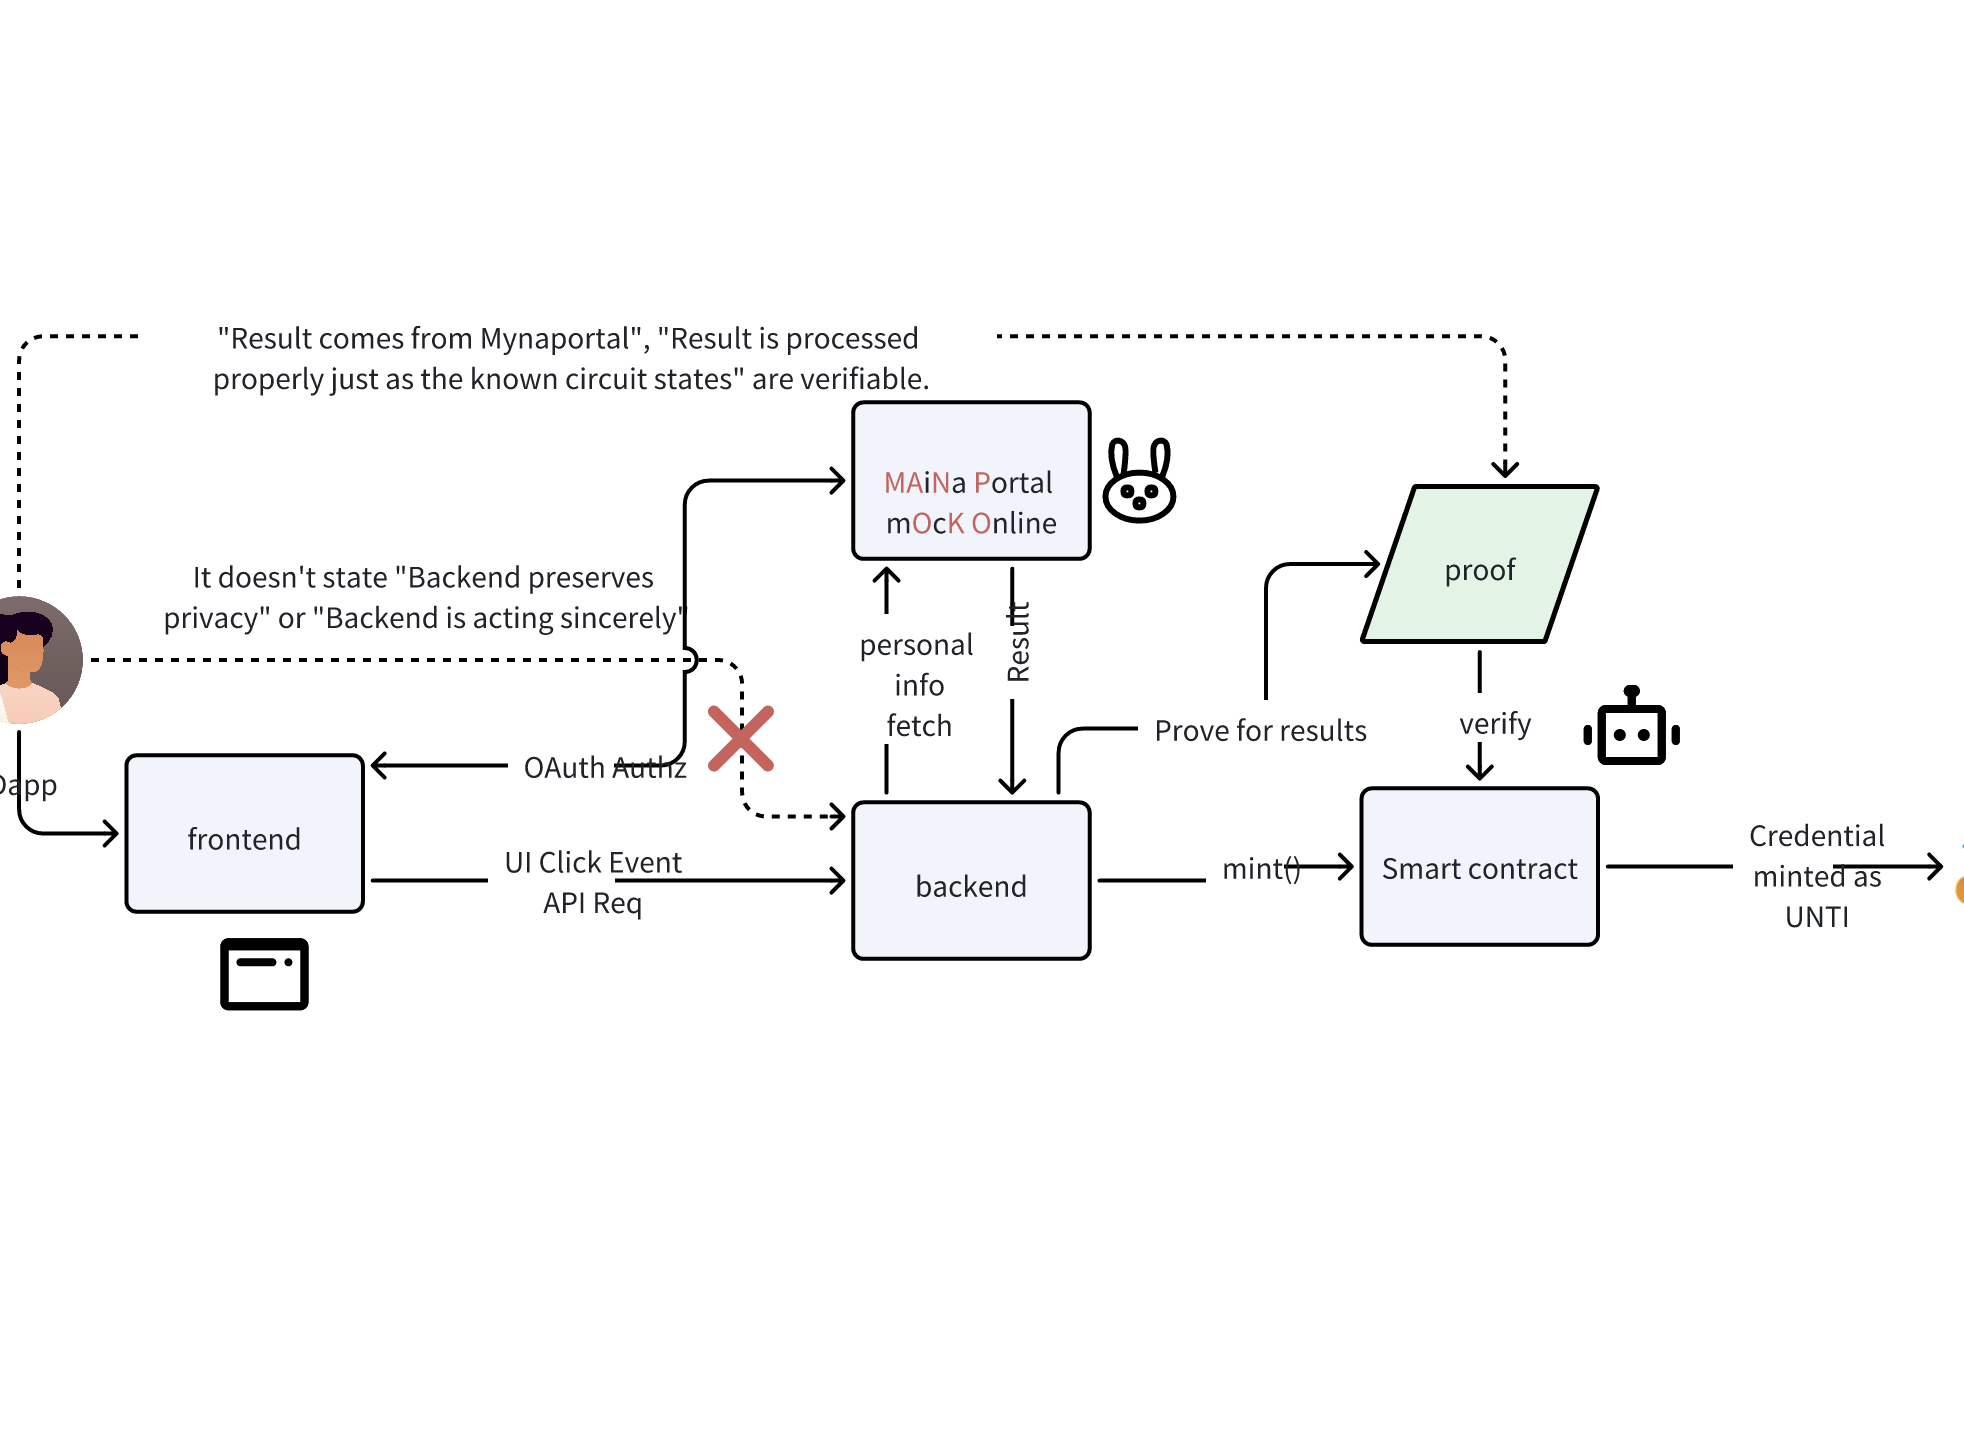 "Result comes from Mynaportal", "Result is processed
properly just as the known circuit states" are verifiable.
MAiNa Portal
mOcK Online
It doesn't state "Backend preserves
privacy" or "Backend is acting sincerely"
proof
personal
info
fetch
Result
Prove for results
verify
OAuth Authz
Dapp
frontend
UI Click Event
API Req
backend
mint()
Smart contract
Credential
minted as
UNTI